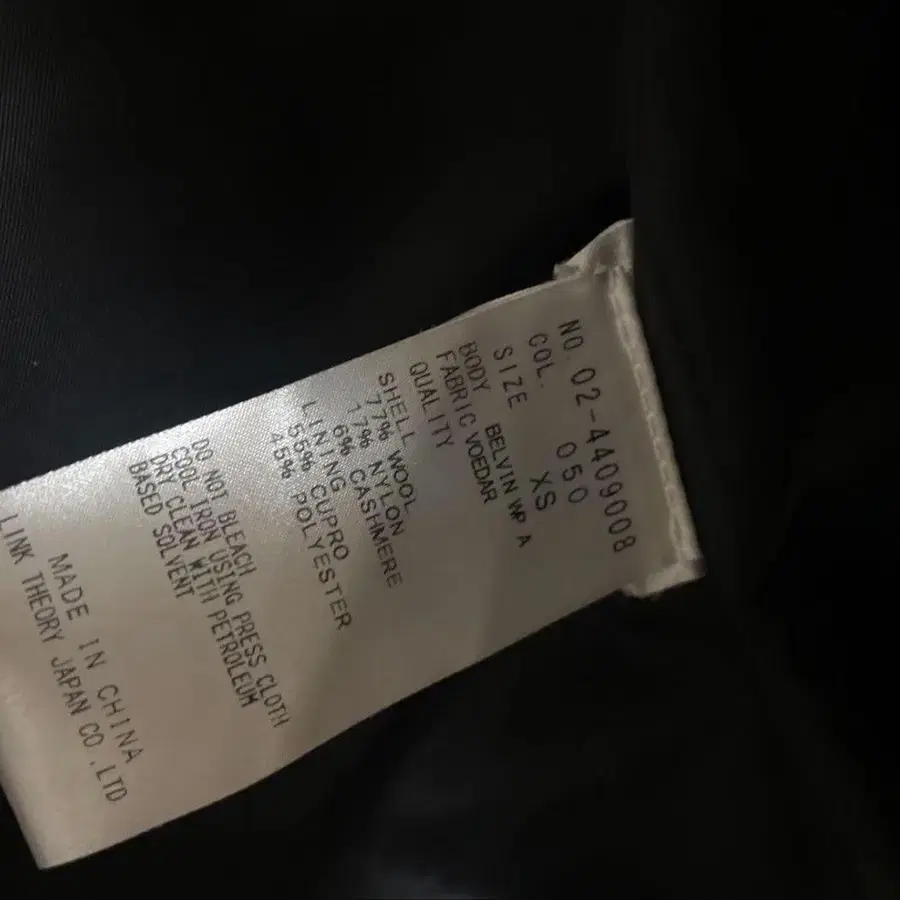 NO. 02-4409008
COL. 050
SIZE XS
BODY BELVIN WP A
FABRIC VOEDAR
QUALITY
SHELL
77% WOOL
17% NYLON
6% CASHMERE
LINING
55% CUPRO
45% POLYESTER
DO NOT BLEACH
COOL IRON USING PRESS CLOTH
DRY CLEAN WITH PETROLEUM
BASED SOLVENT
MADE IN CHINA
LINK THEORY JAPAN CO.,LTD